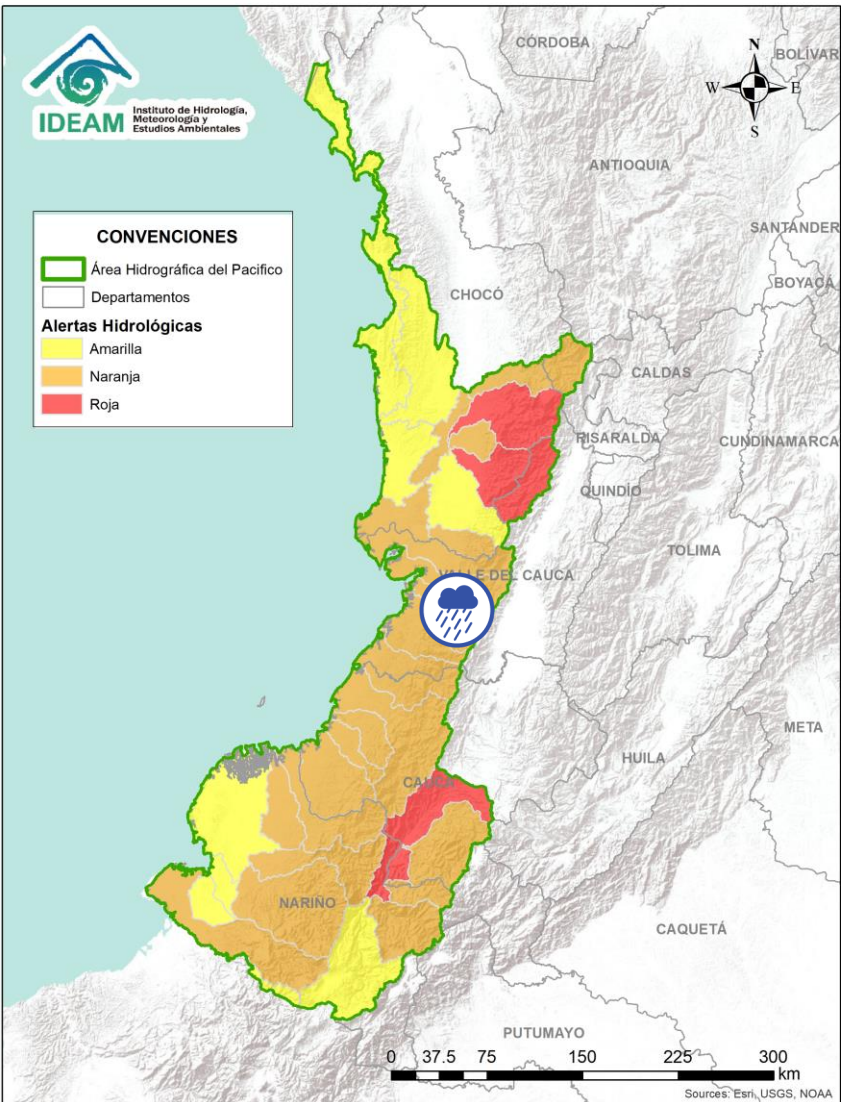 IDEAM
Instituto de Hidrología,
Meteorología y
Estudios Ambientales
N
W
E
S
CONVENCIONES
Área Hidrográfica del Pacifico
Departamentos
Alertas Hidrológicas
Amarilla
Naranja
Roja
CÓRDOBA
BOLÍVAR
ANTIOQUIA
SANTANDER
BOYACÁ
CHOCÓ
CALDAS
RISARALDA
CUNDINAMARCA
QUINDÍO
TOLIMA
VALLE DEL CAUCA
META
HUILA
CAUCA
NARIÑO
CAQUETÁ
PUTUMAYO
0 37.5 75 150 225 300
km
Sources: Esri, USGS, NOAA